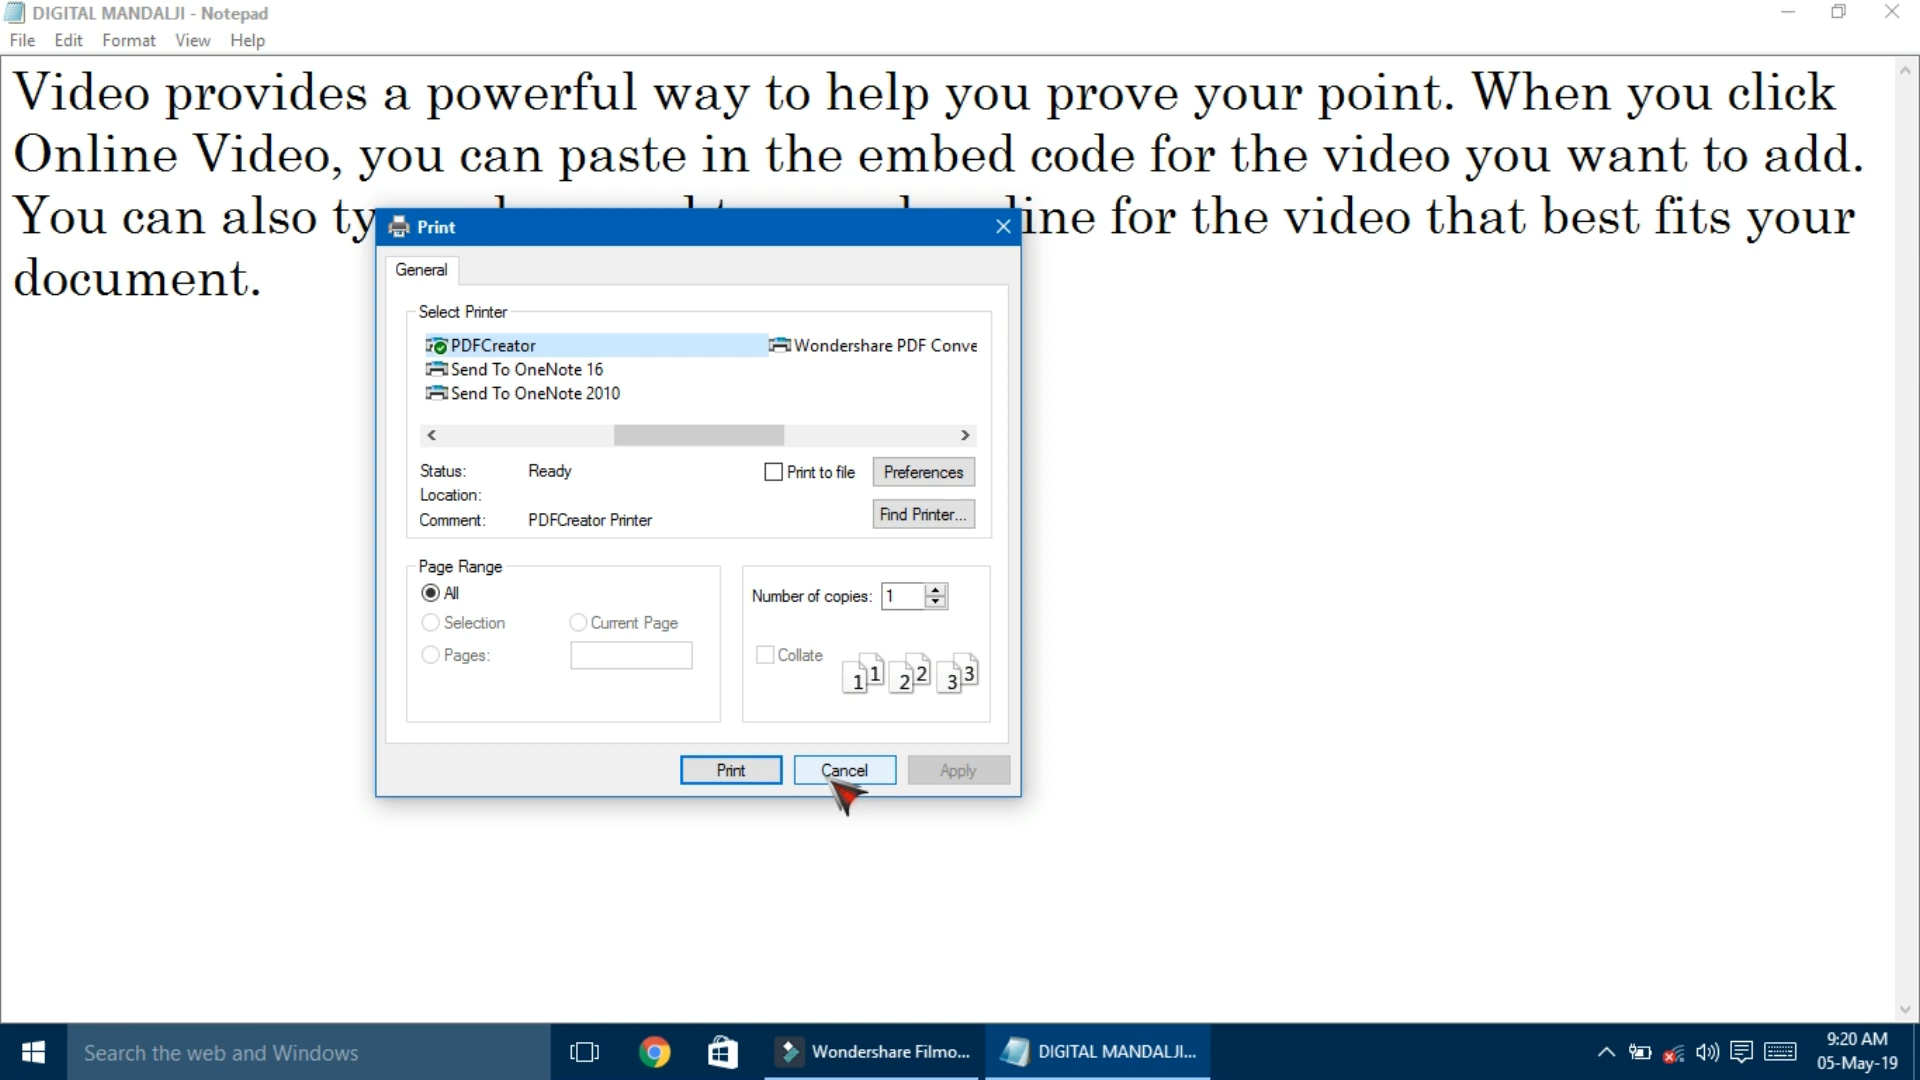 DIGITAL MANDALJI - Notepad
File Edit Format View Help
Video provides a powerful way to help you prove your point. When you click
Online Video, you can paste in the embed code for the video you want to add.
You can also ty line for the video that best fits your
document.
Print
General
Select Printer
PDFCreator Wondershare PDF Conve
Send To OneNote 16
Send To OneNote 2010
Status: Ready Print to file Preferences
Location:
Comment: PDFCreator Printer Find Printer...
Page Range
All Number of copies: 1
Selection Current Page
Pages: Collate
1 1 2 2 3 3
Print Cancel Apply
Search the web and Windows Wondershare Filmo... DIGITAL MANDALJI... 9:20 AM
05-May-19